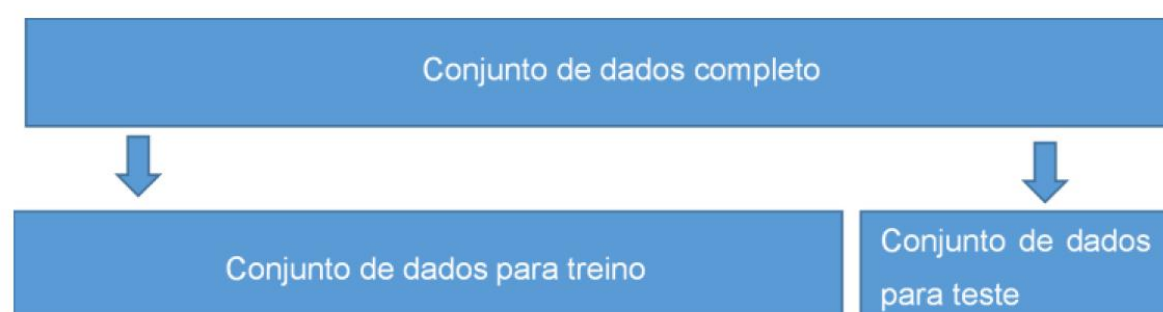 Conjunto de dados completo
Conjunto de dados para treino
Conjunto de dados
para teste